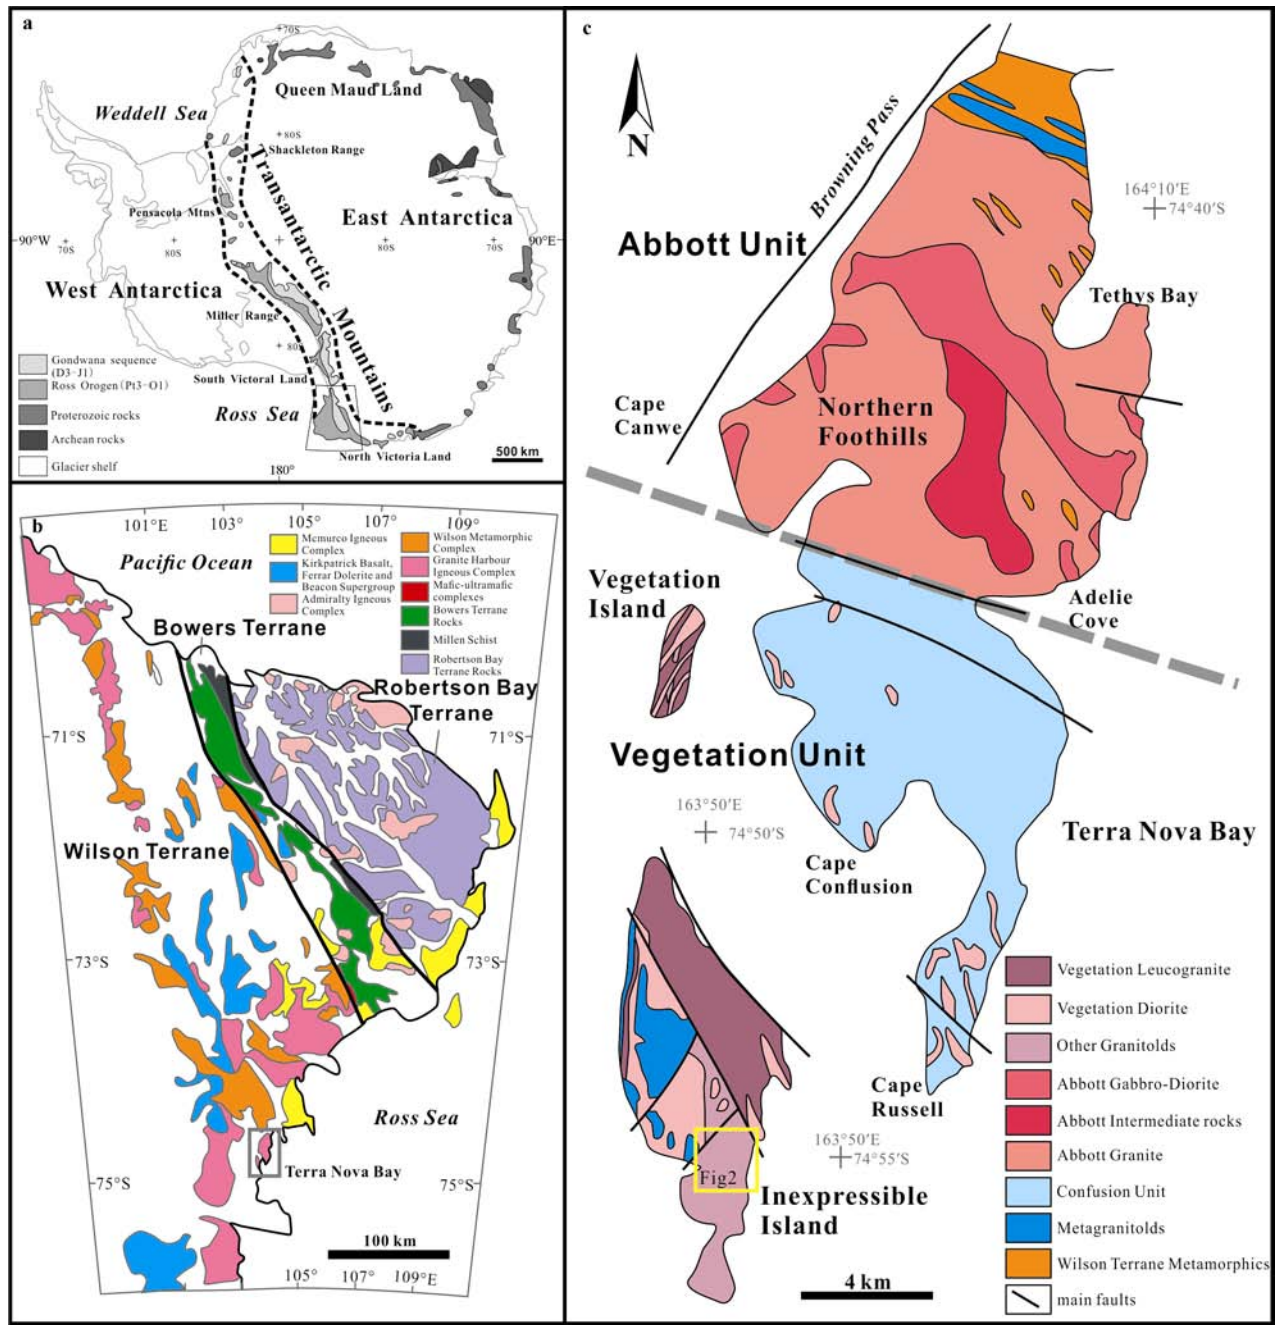 a
70S
Queen Maud Land
Weddell Sea
80S
Shackleton Range
Transantarctic Mountains
Pensacola Mtns
East Antarctica
90°W
70S
80S
80S
70S
90°E
West Antarctica
Miller Range
80S
Gondwana sequence
(D3-J1)
Ross Orogen(Pt3-O1)
Proterozoic rocks
Archean rocks
Glacier shelf
South Victoral Land
Ross Sea
North Victoria Land
180°
500 km
b
101°E
103°
105°
107°
109°
Pacific Ocean
Mcmurco Igneous
Complex
Kirkpatrick Basalt,
Ferrar Dolerite and
Beacon Supergroup
Admiralty Igneous
Complex
Wilson Metamorphic
Complex
Granite Harbour
Igneous Complex
Mafic-ultramafic
complexes
Bowers Terrane
Rocks
Millen Schist
Robertson Bay
Terrane Rocks
Bowers Terrane
Robertson Bay
Terrane
71°S
71°S
Wilson Terrane
73°S
73°S
Ross Sea
Terra Nova Bay
75°S
75°S
100 km
105°
107°
109°E
c
N
Browning Pass
164°10′E
74°40′S
Abbott Unit
Tethys Bay
Cape
Canwe
Northern
Foothills
Vegetation
Island
Adelie
Cove
Vegetation Unit
163°50′E
74°50′S
Terra Nova Bay
Cape
Conflusion
Cape
Russell
163°50′E
74°55′S
Fig2
Inexpressible
Island
4 km
Vegetation Leucogranite
Vegetation Diorite
Other Granitolds
Abbott Gabbro-Diorite
Abbott Intermediate rocks
Abbott Granite
Confusion Unit
Metagranitolds
Wilson Terrane Metamorphics
main faults